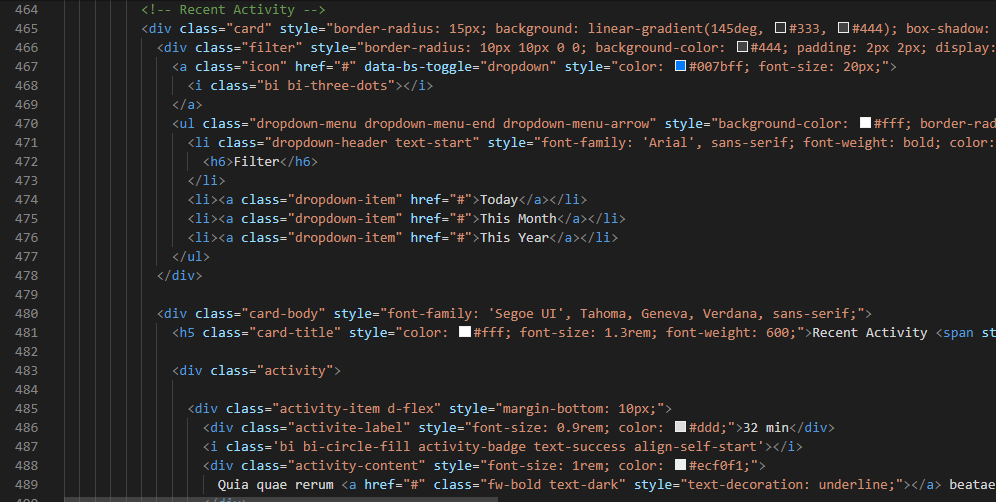 464 <!-- Recent Activity -->
465 <div class="card" style="border-radius: 15px; background: linear-gradient(145deg, #333, #444); box-shadow:
466 <div class="filter" style="border-radius: 10px 10px 0 0; background-color: #444; padding: 2px 2px; display:
467 <a class="icon" href="#" data-bs-toggle="dropdown" style="color: #007bff; font-size: 20px;">
468 <i class="bi bi-three-dots"></i>
469 </a>
470 <ul class="dropdown-menu dropdown-menu-end dropdown-menu-arrow" style="background-color: #fff; border-rad
471 <li class="dropdown-header text-start" style="font-family: 'Arial', sans-serif; font-weight: bold; color:
472 <h6>Filter</h6>
473 </li>
474 <li><a class="dropdown-item" href="#">Today</a></li>
475 <li><a class="dropdown-item" href="#">This Month</a></li>
476 <li><a class="dropdown-item" href="#">This Year</a></li>
477 </ul>
478 </div>
479
480 <div class="card-body" style="font-family: 'Segoe UI', Tahoma, Geneva, Verdana, sans-serif;">
481 <h5 class="card-title" style="color: #fff; font-size: 1.3rem; font-weight: 600;">Recent Activity <span st
482
483 <div class="activity">
484
485 <div class="activity-item d-flex" style="margin-bottom: 10px;">
486 <div class="activite-label" style="font-size: 0.9rem; color: #ddd;">32 min</div>
487 <i class='bi bi-circle-fill activity-badge text-success align-self-start'></i>
488 <div class="activity-content" style="font-size: 1rem; color: #ecf0f1;">
489 Quia quae rerum <a href="#" class="fw-bold text-dark" style="text-decoration: underline;"></a> beatae